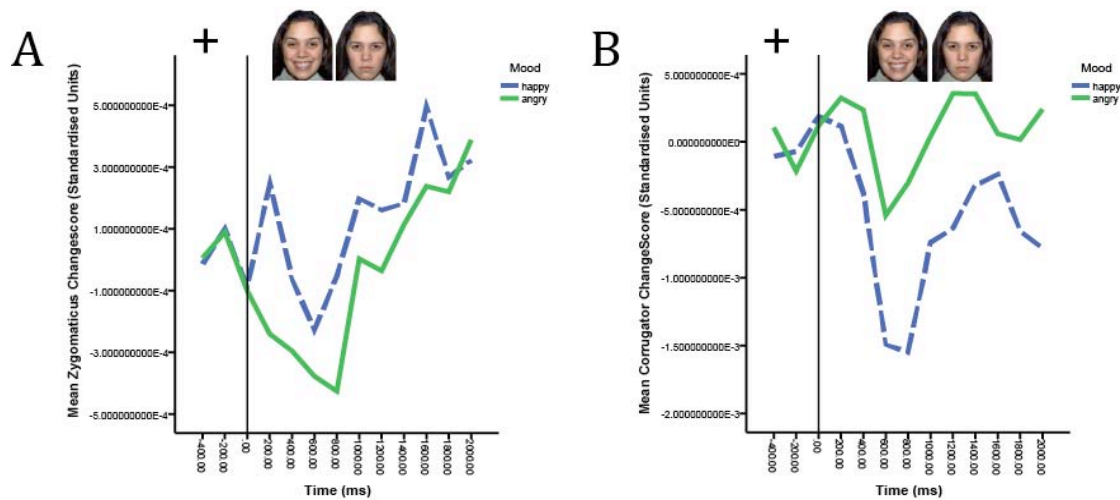 A
+
Mood
happy
angry
Mean Zygomaticus Changescore (Standardised Units)
5.000000000E-4
3.000000000E-4
1.000000000E-4
-1.000000000E-4
-3.000000000E-4
-5.000000000E-4
-400.00
-200.00
.00
200.00
400.00
600.00
800.00
1000.00
1200.00
1400.00
1600.00
1800.00
2000.00
Time (ms)
B
+
Mood
happy
angry
Mean Corrugator ChangeScore (Standardised Units)
5.000000000E-4
0.000000000E0
-5.000000000E-4
-1.000000000E-3
-1.500000000E-3
-2.000000000E-3
-400.00
-200.00
.00
200.00
400.00
600.00
800.00
1000.00
1200.00
1400.00
1600.00
1800.00
2000.00
Time (ms)